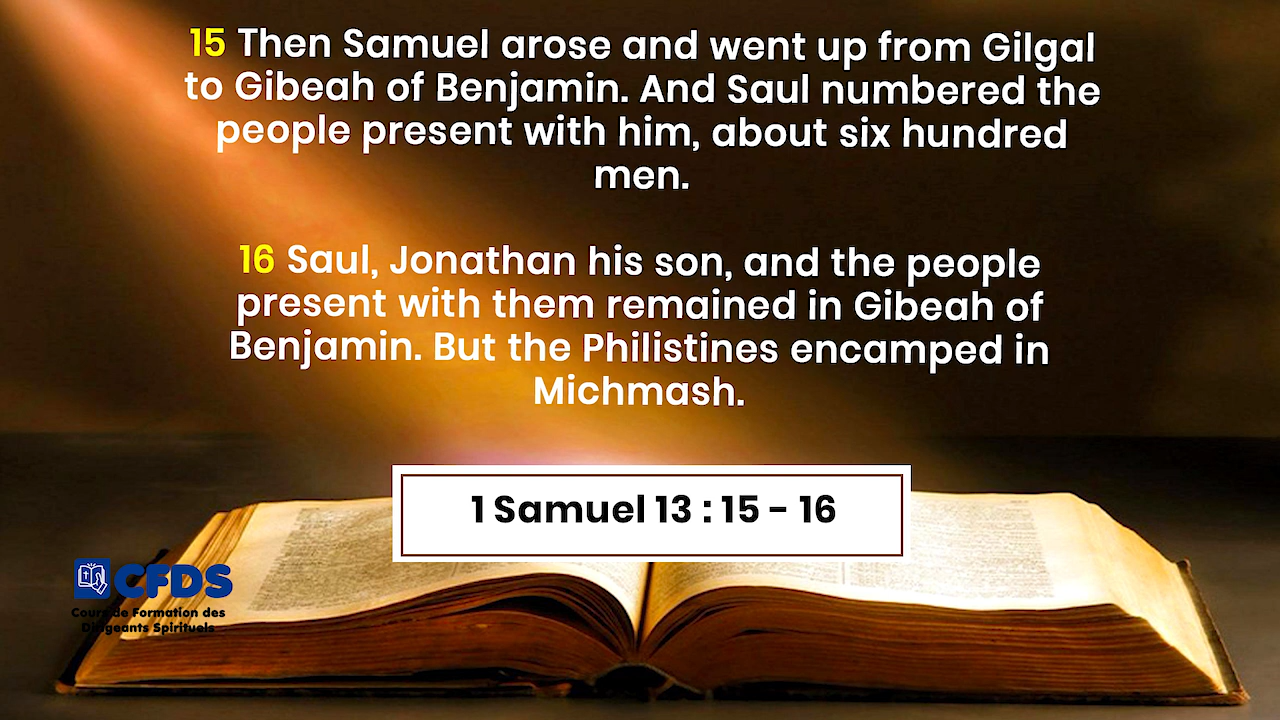 15 Then Samuel arose and went up from Gilgal
to Gibeah of Benjamin. And Saul numbered the
people present with him, about six hundred
men.
16 Saul, Jonathan his son, and the people
present with them remained in Gibeah of
Benjamin. But the Philistines encamped in
Michmash.
1 Samuel 13 : 15 - 16
CFDS
Cours de Formation des
Dirigeants Spirituels